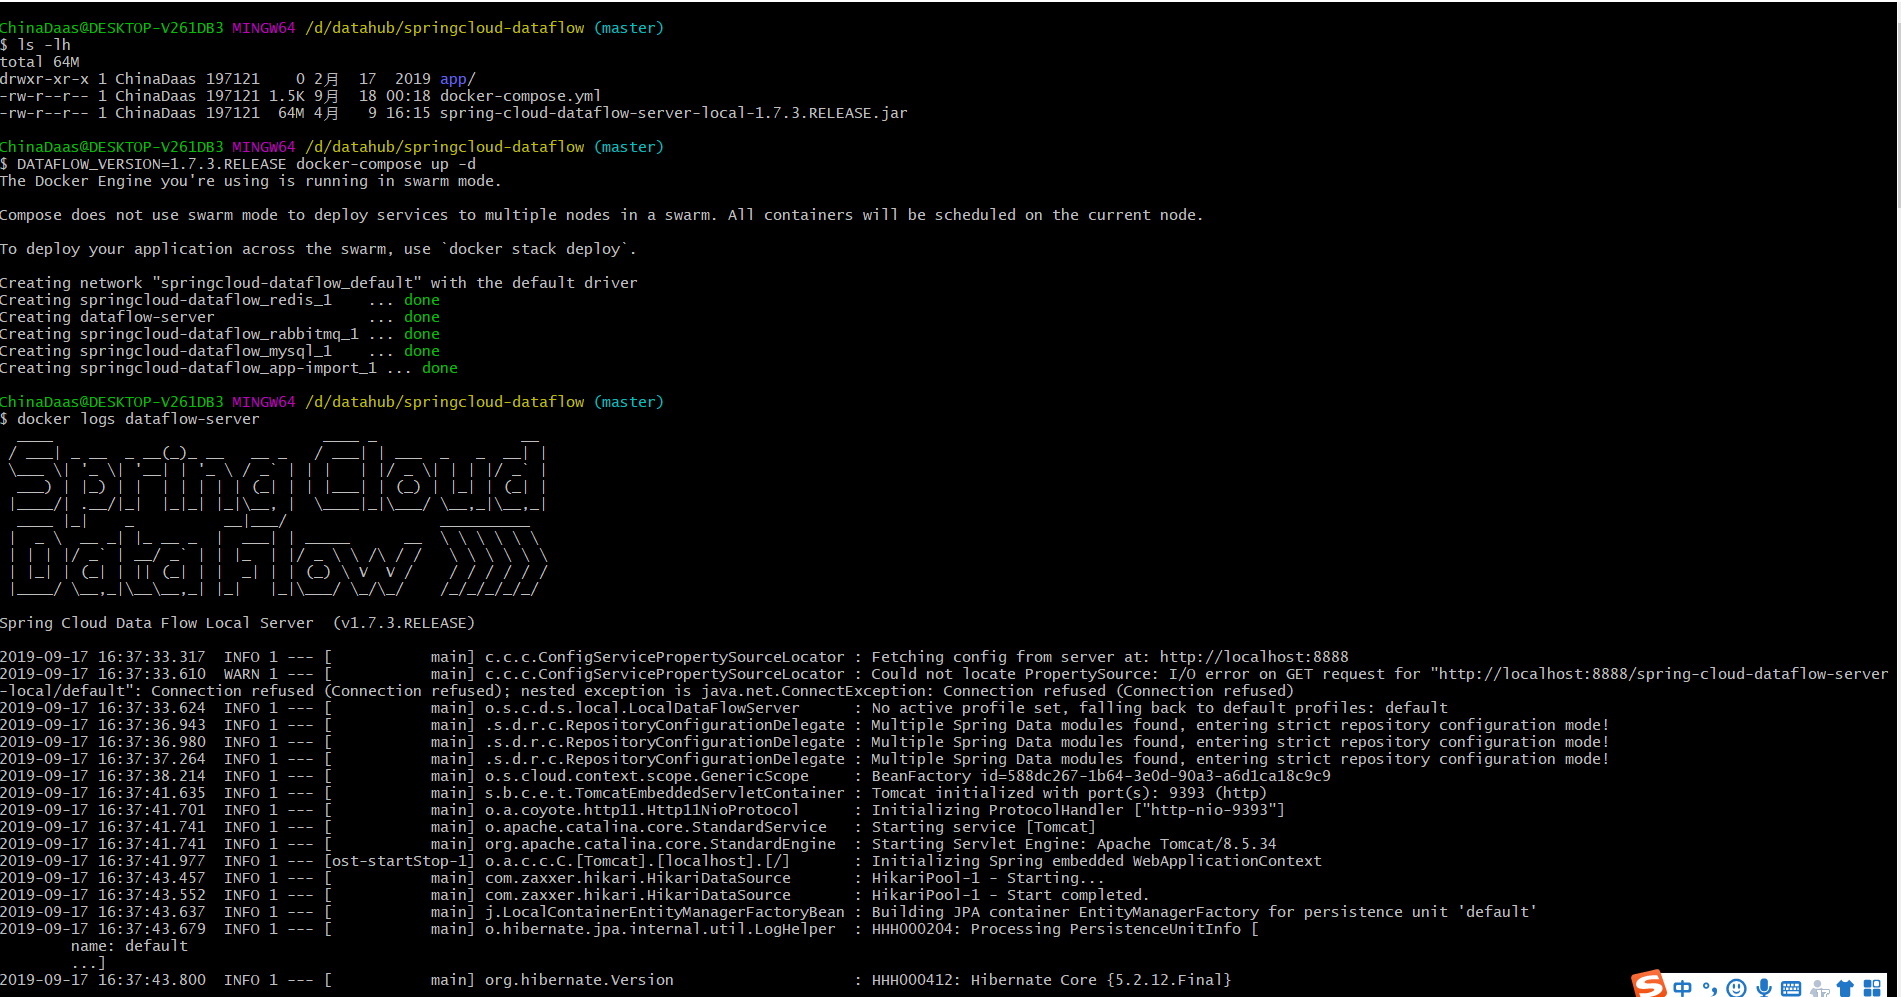 ChinaDaas@DESKTOP-V261DB3 MINGW64 /d/datahub/springcloud-dataflow (master)
$ ls -lh
total 64M
drwxr-xr-x 1 ChinaDaas 197121    0 2月  17  2019 app/
-rw-r--r-- 1 ChinaDaas 197121 1.5K 9月  18 00:18 docker-compose.yml
-rw-r--r-- 1 ChinaDaas 197121  64M 4月   9 16:15 spring-cloud-dataflow-server-local-1.7.3.RELEASE.jar
ChinaDaas@DESKTOP-V261DB3 MINGW64 /d/datahub/springcloud-dataflow (master)
$ DATAFLOW_VERSION=1.7.3.RELEASE docker-compose up -d
The Docker Engine you're using is running in swarm mode.
Compose does not use swarm mode to deploy services to multiple nodes in a swarm. All containers will be scheduled on the current node.
To deploy your application across the swarm, use `docker stack deploy`.
Creating network "springcloud-dataflow_default" with the default driver
Creating springcloud-dataflow_redis_1    ... done
Creating dataflow-server                 ... done
Creating springcloud-dataflow_rabbitmq_1 ... done
Creating springcloud-dataflow_mysql_1    ... done
Creating springcloud-dataflow_app-import_1 ... done
ChinaDaas@DESKTOP-V261DB3 MINGW64 /d/datahub/springcloud-dataflow (master)
$ docker logs dataflow-server
Spring Cloud
Data Flow
Spring Cloud Data Flow Local Server  (v1.7.3.RELEASE)
2019-09-17 16:37:33.317  INFO 1 --- [           main] c.c.c.ConfigServicePropertySourceLocator : Fetching config from server at: http://localhost:8888
2019-09-17 16:37:33.610  WARN 1 --- [           main] c.c.c.ConfigServicePropertySourceLocator : Could not locate PropertySource: I/O error on GET request for "http://localhost:8888/spring-cloud-dataflow-server
-local/default": Connection refused (Connection refused); nested exception is java.net.ConnectException: Connection refused (Connection refused)
2019-09-17 16:37:33.624  INFO 1 --- [           main] o.s.c.d.s.local.LocalDataFlowServer      : No active profile set, falling back to default profiles: default
2019-09-17 16:37:36.943  INFO 1 --- [           main] .s.d.r.c.RepositoryConfigurationDelegate : Multiple Spring Data modules found, entering strict repository configuration mode!
2019-09-17 16:37:36.980  INFO 1 --- [           main] .s.d.r.c.RepositoryConfigurationDelegate : Multiple Spring Data modules found, entering strict repository configuration mode!
2019-09-17 16:37:37.264  INFO 1 --- [           main] .s.d.r.c.RepositoryConfigurationDelegate : Multiple Spring Data modules found, entering strict repository configuration mode!
2019-09-17 16:37:38.214  INFO 1 --- [           main] o.s.cloud.context.scope.GenericScope     : BeanFactory id=588dc267-1b64-3e0d-90a3-a6d1ca18c9c9
2019-09-17 16:37:41.635  INFO 1 --- [           main] s.b.c.e.t.TomcatEmbeddedServletContainer : Tomcat initialized with port(s): 9393 (http)
2019-09-17 16:37:41.701  INFO 1 --- [           main] o.a.coyote.http11.Http11NioProtocol      : Initializing ProtocolHandler ["http-nio-9393"]
2019-09-17 16:37:41.741  INFO 1 --- [           main] o.apache.catalina.core.StandardService   : Starting service [Tomcat]
2019-09-17 16:37:41.741  INFO 1 --- [           main] org.apache.catalina.core.StandardEngine  : Starting Servlet Engine: Apache Tomcat/8.5.34
2019-09-17 16:37:41.977  INFO 1 --- [ost-startStop-1] o.a.c.c.C.[Tomcat].[localhost].[/]       : Initializing Spring embedded WebApplicationContext
2019-09-17 16:37:43.457  INFO 1 --- [           main] com.zaxxer.hikari.HikariDataSource       : HikariPool-1 - Starting...
2019-09-17 16:37:43.552  INFO 1 --- [           main] com.zaxxer.hikari.HikariDataSource       : HikariPool-1 - Start completed.
2019-09-17 16:37:43.637  INFO 1 --- [           main] j.LocalContainerEntityManagerFactoryBean : Building JPA container EntityManagerFactory for persistence unit 'default'
2019-09-17 16:37:43.679  INFO 1 --- [           main] o.hibernate.jpa.internal.util.LogHelper  : HHH000204: Processing PersistenceUnitInfo [
name: default
...]
2019-09-17 16:37:43.800  INFO 1 --- [           main] org.hibernate.Version                    : HHH000412: Hibernate Core {5.2.12.Final}
S 中